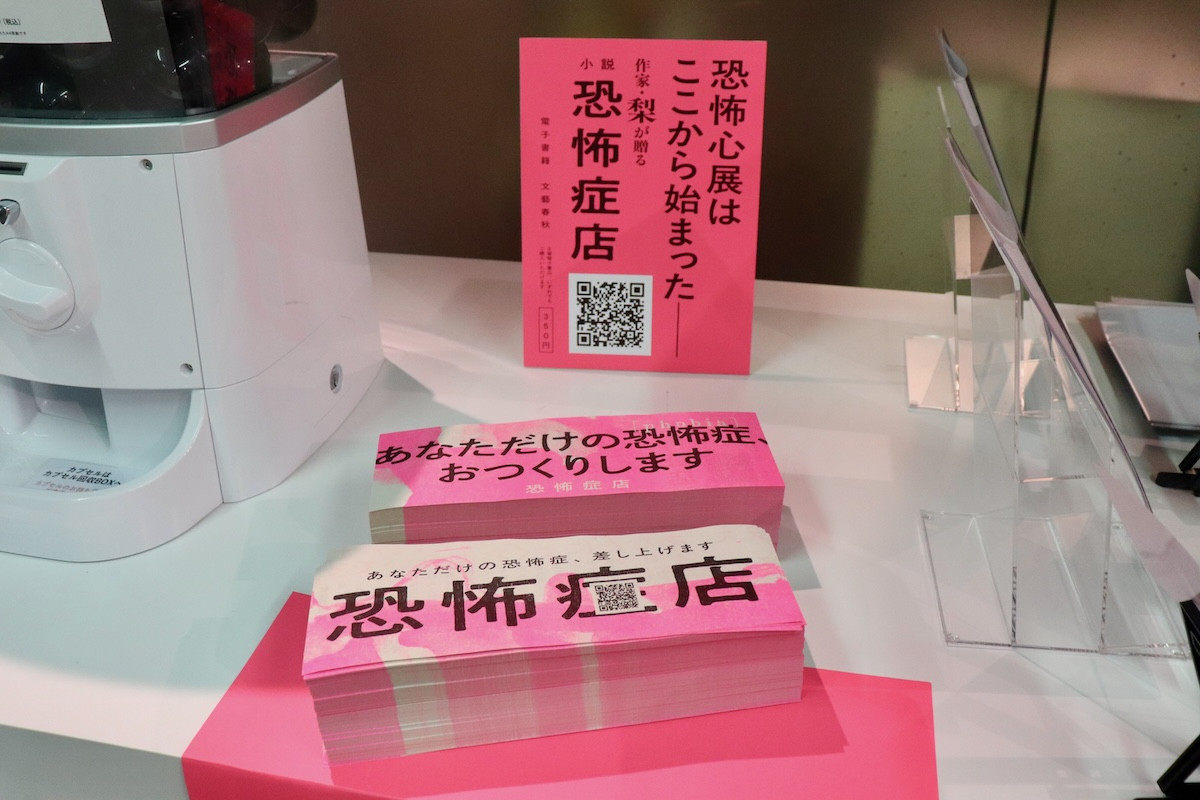 (税込)
恐怖心展は
ここから始まった――
作家・梨が贈る
小説
恐怖症店
電子書籍 文藝春秋
350円
[phobia]
あなただけの恐怖症、
おつくりします
恐怖症店
あなただけの恐怖症、差し上げます
恐怖症店
カプセルは
カプセル回収BOXへ